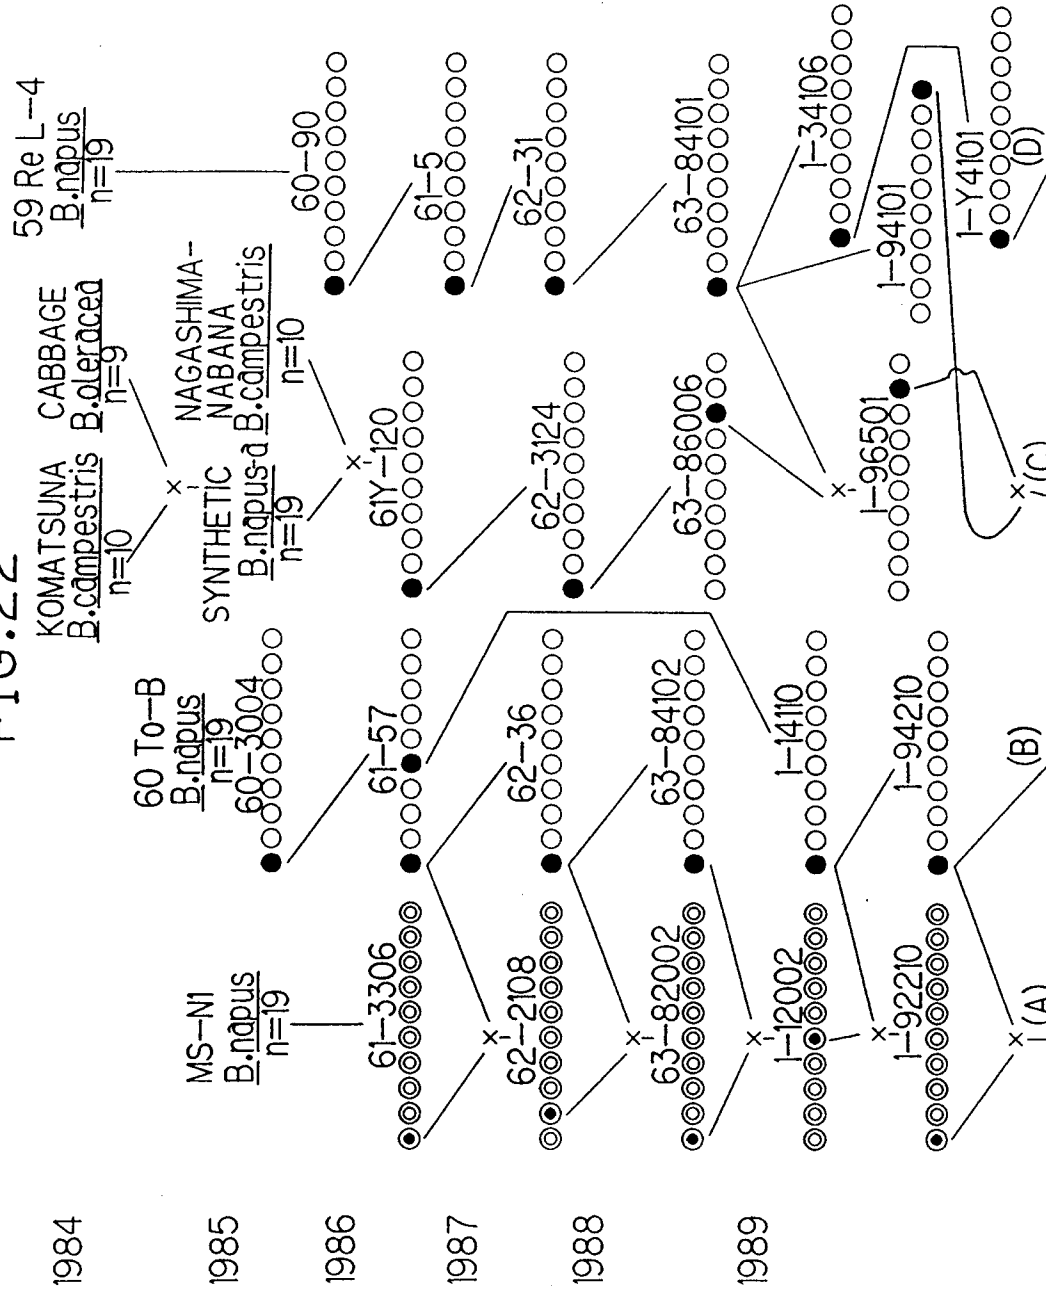 FIG.22
1984
KOMATSUNA
B.campestris
n=10
CABBAGE
B.oleracea
n=9
59 Re L-4
B.napus
n=19
1985
MS-N1
B.napus
n=19
60 To-B
B.napus
n=19
60-3004
SYNTHETIC
B.napus-a
n=19
NAGASHIMA-
NABANA
B.campestris
n=10
60-90
1986
61-3306
61-57
61Y-120
61-5
1987
62-2108
62-36
62-3124
62-31
1988
63-82002
63-84102
63-86006
63-84101
1989
1-12002
1-14110
1-34106
1-92210
1-94210
1-96501
1-94101
1-Y4101
(A)
(B)
(C)
(D)